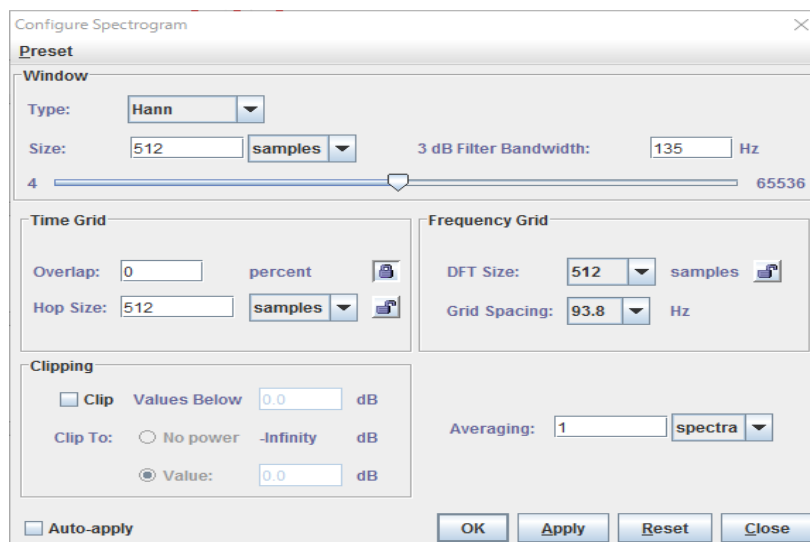 Configure Spectrogram
Preset
Window
Type: Hann
Size: 512 samples 3 dB Filter Bandwidth: 135 Hz
4 65536
Time Grid Frequency Grid
Overlap: 0 percent DFT Size: 512 samples
Hop Size: 512 samples Grid Spacing: 93.8 Hz
Clipping
Clip Values Below 0.0 dB
Averaging: 1 spectra
Clip To: No power -Infinity dB
Value: 0.0 dB
Auto-apply OK Apply Reset Close